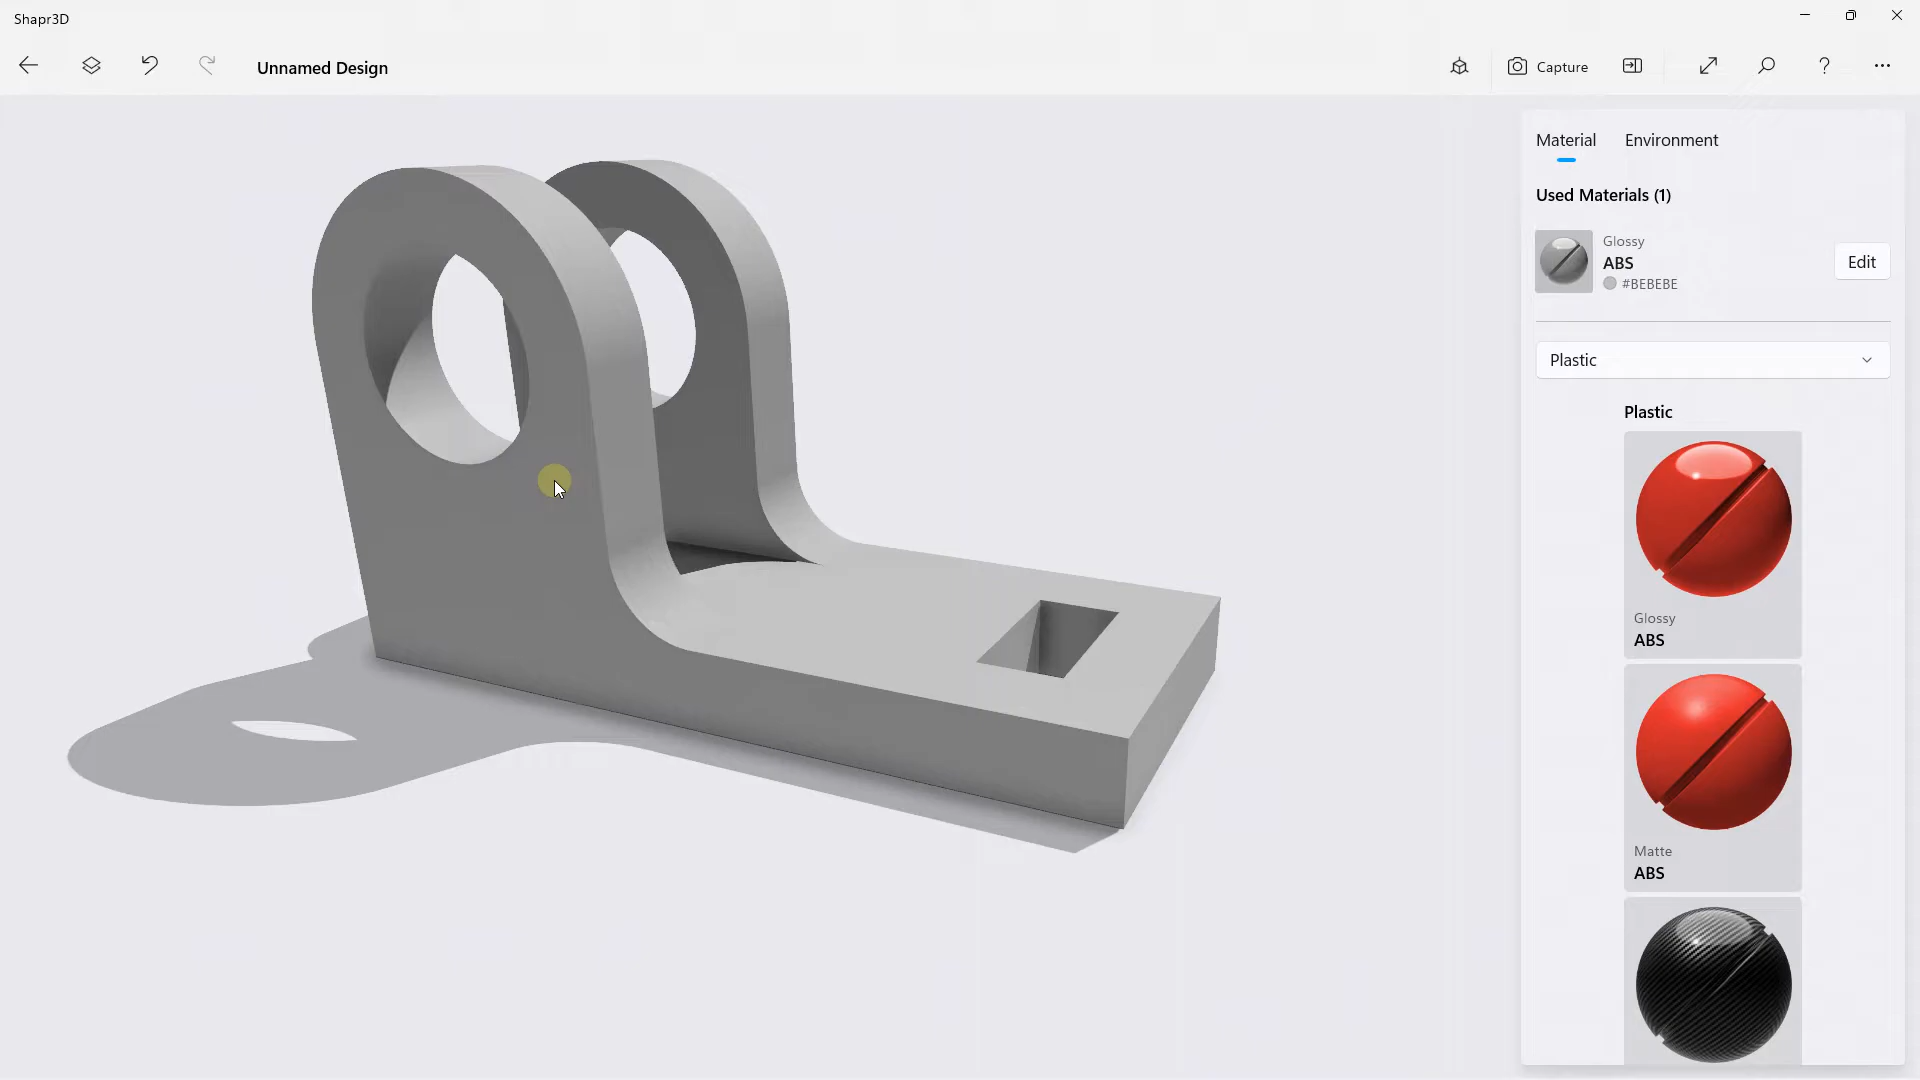 Shapr3D
Unnamed Design
Capture
?
Material Environment
Used Materials (1)
Glossy
ABS
#BEBEBE
Edit
Plastic
Plastic
Glossy
ABS
Matte
ABS